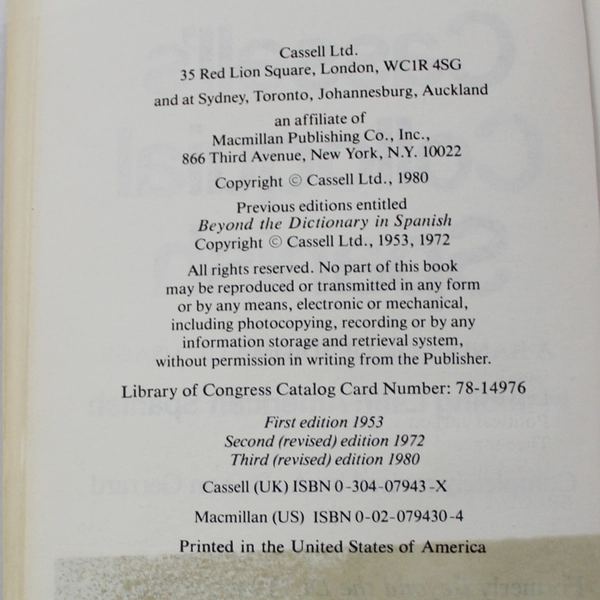 Cassell Ltd.
35 Red Lion Square, London, WC1R 4SG
and at Sydney, Toronto, Johannesburg, Auckland
an affiliate of
Macmillan Publishing Co., Inc.,
866 Third Avenue, New York, N.Y. 10022
Copyright © Cassell Ltd., 1980
Previous editions entitled
Beyond the Dictionary in Spanish
Copyright © Cassell Ltd., 1953, 1972
All rights reserved. No part of this book
may be reproduced or transmitted in any form
or by any means, electronic or mechanical,
including photocopying, recording or by any
information storage and retrieval system,
without permission in writing from the Publisher.
Library of Congress Catalog Card Number: 78-14976
First edition 1953
Second (revised) edition 1972
Third (revised) edition 1980
Cassell (UK) ISBN 0-304-07943-X
Macmillan (US) ISBN 0-02-079430-4
Printed in the United States of America